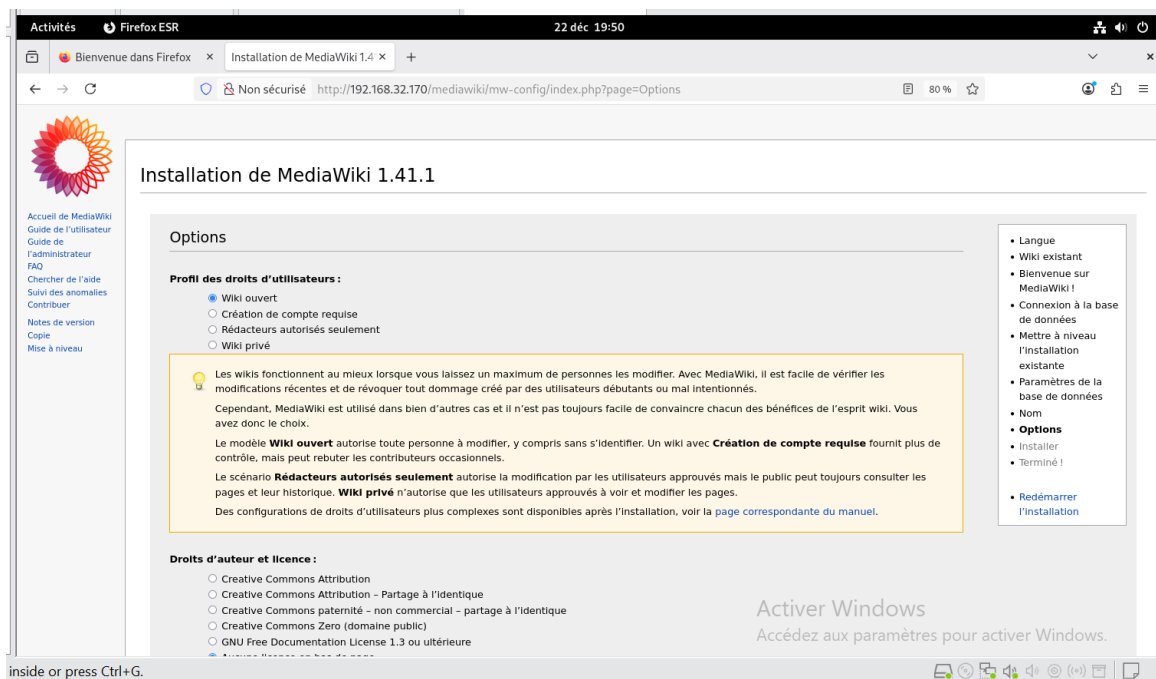 Activités
Firefox ESR
22 déc 19:50
Bienvenue dans Firefox ×
Installation de MediaWiki 1.4 × +
Non sécurisé http://192.168.32.170/mediawiki/mw-config/index.php?page=Options
80 %
Accueil de MediaWiki
Guide de l’utilisateur
Guide de
l’administrateur
FAQ
Chercher de l’aide
Suivi des anomalies
Contribuer
Notes de version
Copie
Mise à niveau
Installation de MediaWiki 1.41.1
Options
Profil des droits d’utilisateurs :
Wiki ouvert
Création de compte requise
Rédacteurs autorisés seulement
Wiki privé
Les wikis fonctionnent au mieux lorsque vous laissez un maximum de personnes les modifier. Avec MediaWiki, il est facile de vérifier les
modifications récentes et de révoquer tout dommage créé par des utilisateurs débutants ou mal intentionnés.
Cependant, MediaWiki est utilisé dans bien d’autres cas et il n’est pas toujours facile de convaincre chacun des bénéfices de l’esprit wiki. Vous
avez donc le choix.
Le modèle Wiki ouvert autorise toute personne à modifier, y compris sans s’identifier. Un wiki avec Création de compte requise fournit plus de
contrôle, mais peut rebuter les contributeurs occasionnels.
Le scénario Rédacteurs autorisés seulement autorise la modification par les utilisateurs approuvés mais le public peut toujours consulter les
pages et leur historique. Wiki privé n’autorise que les utilisateurs approuvés à voir et modifier les pages.
Des configurations de droits d’utilisateurs plus complexes sont disponibles après l’installation, voir la page correspondante du manuel.
Droits d’auteur et licence :
Creative Commons Attribution
Creative Commons Attribution – Partage à l’identique
Creative Commons paternité – non commercial – partage à l’identique
Creative Commons Zero (domaine public)
GNU Free Documentation License 1.3 ou ultérieure
Aucune licence en bas de page
• Langue
• Wiki existant
• Bienvenue sur
MediaWiki !
• Connexion à la base
de données
• Mettre à niveau
l’installation
existante
• Paramètres de la
base de données
• Nom
• Options
• Installer
• Terminé !
• Redémarrer
l’installation
Activer Windows
Accédez aux paramètres pour activer Windows.
inside or press Ctrl+G.